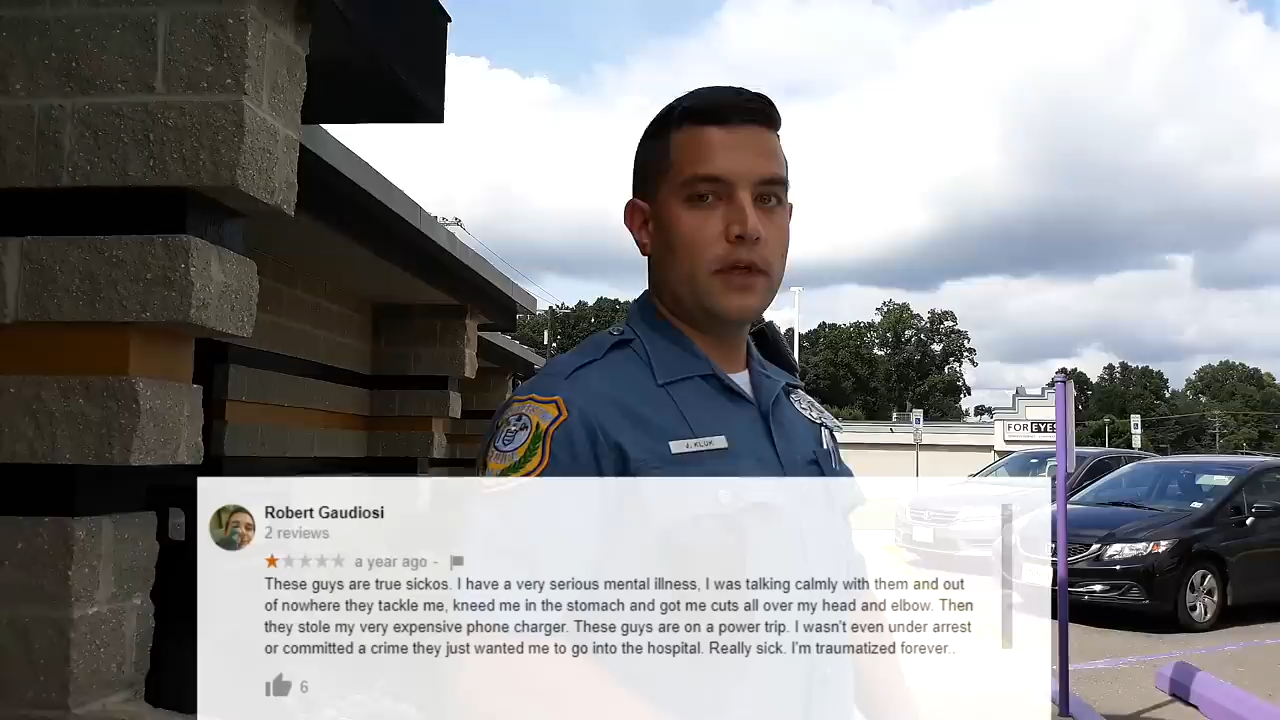 FOR EYES
J. KLUK
Robert Gaudiosi
2 reviews
a year ago -
These guys are true sickos. I have a very serious mental illness, I was talking calmly with them and out
of nowhere they tackle me, kneed me in the stomach and got me cuts all over my head and elbow. Then
they stole my very expensive phone charger. These guys are on a power trip. I wasn't even under arrest
or committed a crime they just wanted me to go into the hospital. Really sick. I'm traumatized forever..
6